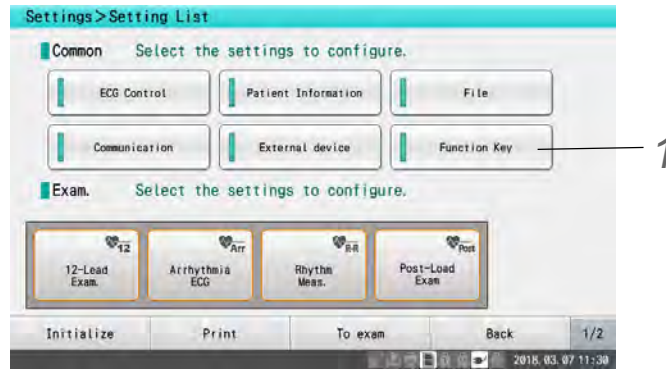 Settings>Setting List
Common Select the settings to configure.
ECG Control Patient Information File
Communication External device Function Key
1
Exam. Select the settings to configure.
12 Arr R-R Post
12-Lead Exam. Arrhythmia ECG Rhythm Meas. Post-Load Exam
Initialize Print To exam Back 1/2
2018.03.07 11:30